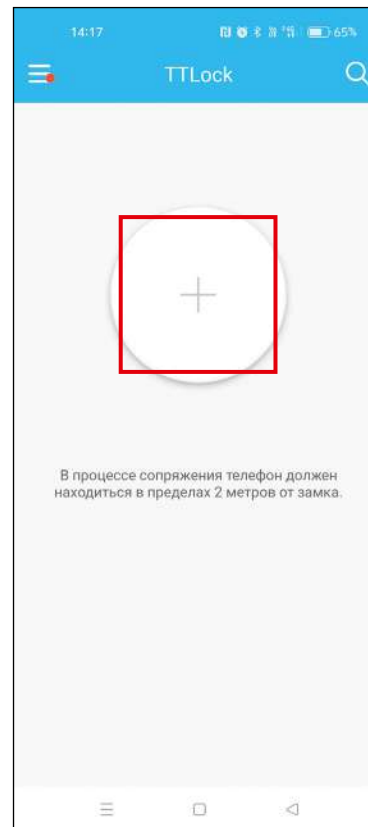 14:17
65%
TTLock
В процессе сопряжения телефон должен
находиться в пределах 2 метров от замка.